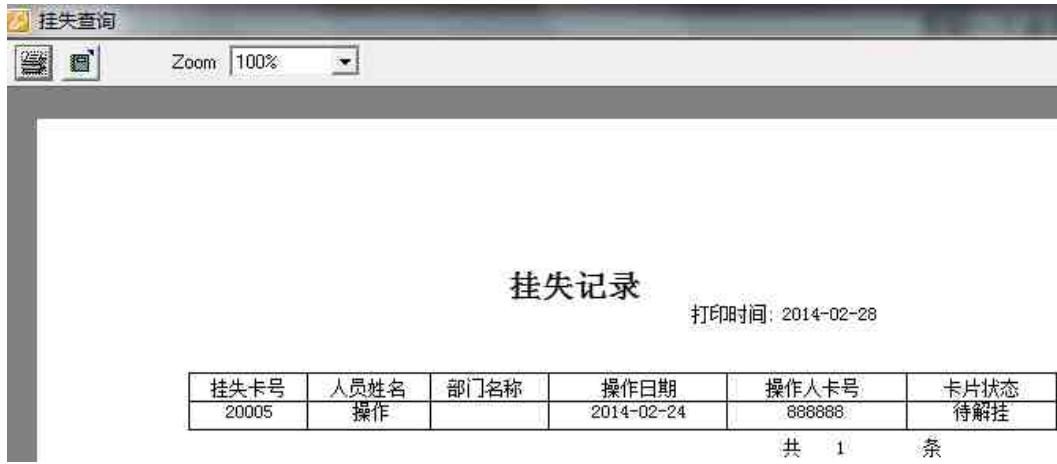 挂失查询
Zoom 100%
挂失记录
打印时间: 2014-02-28
挂失卡号 人员姓名 部门名称 操作日期 操作人卡号 卡片状态
20005 操作 2014-02-24 888888 待解挂
共 1 条